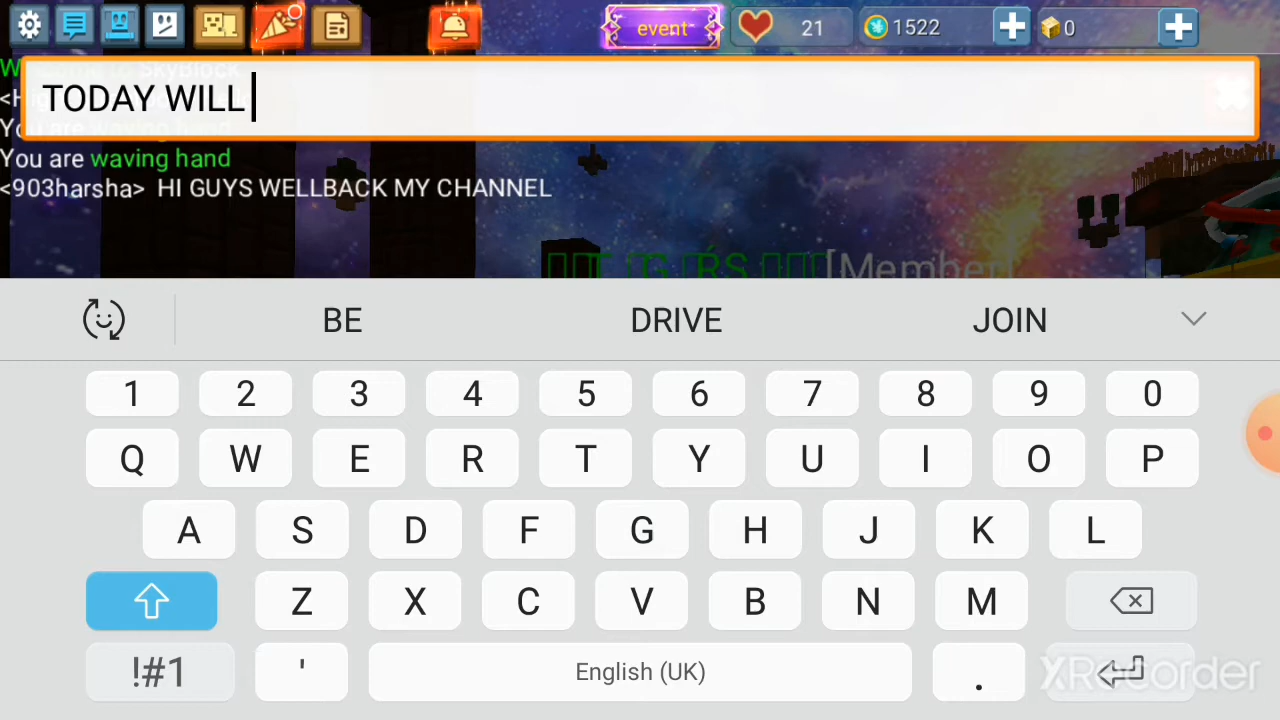 event
21
1522
0
TODAY WILL
You are waving hand
<903harsha> HI GUYS WELLBACK MY CHANNEL
[Member]
BE DRIVE JOIN
1 2 3 4 5 6 7 8 9 0
Q W E R T Y U I O P
A S D F G H J K L
Z X C V B N M
!#1 ' English (UK) .
XRecorder